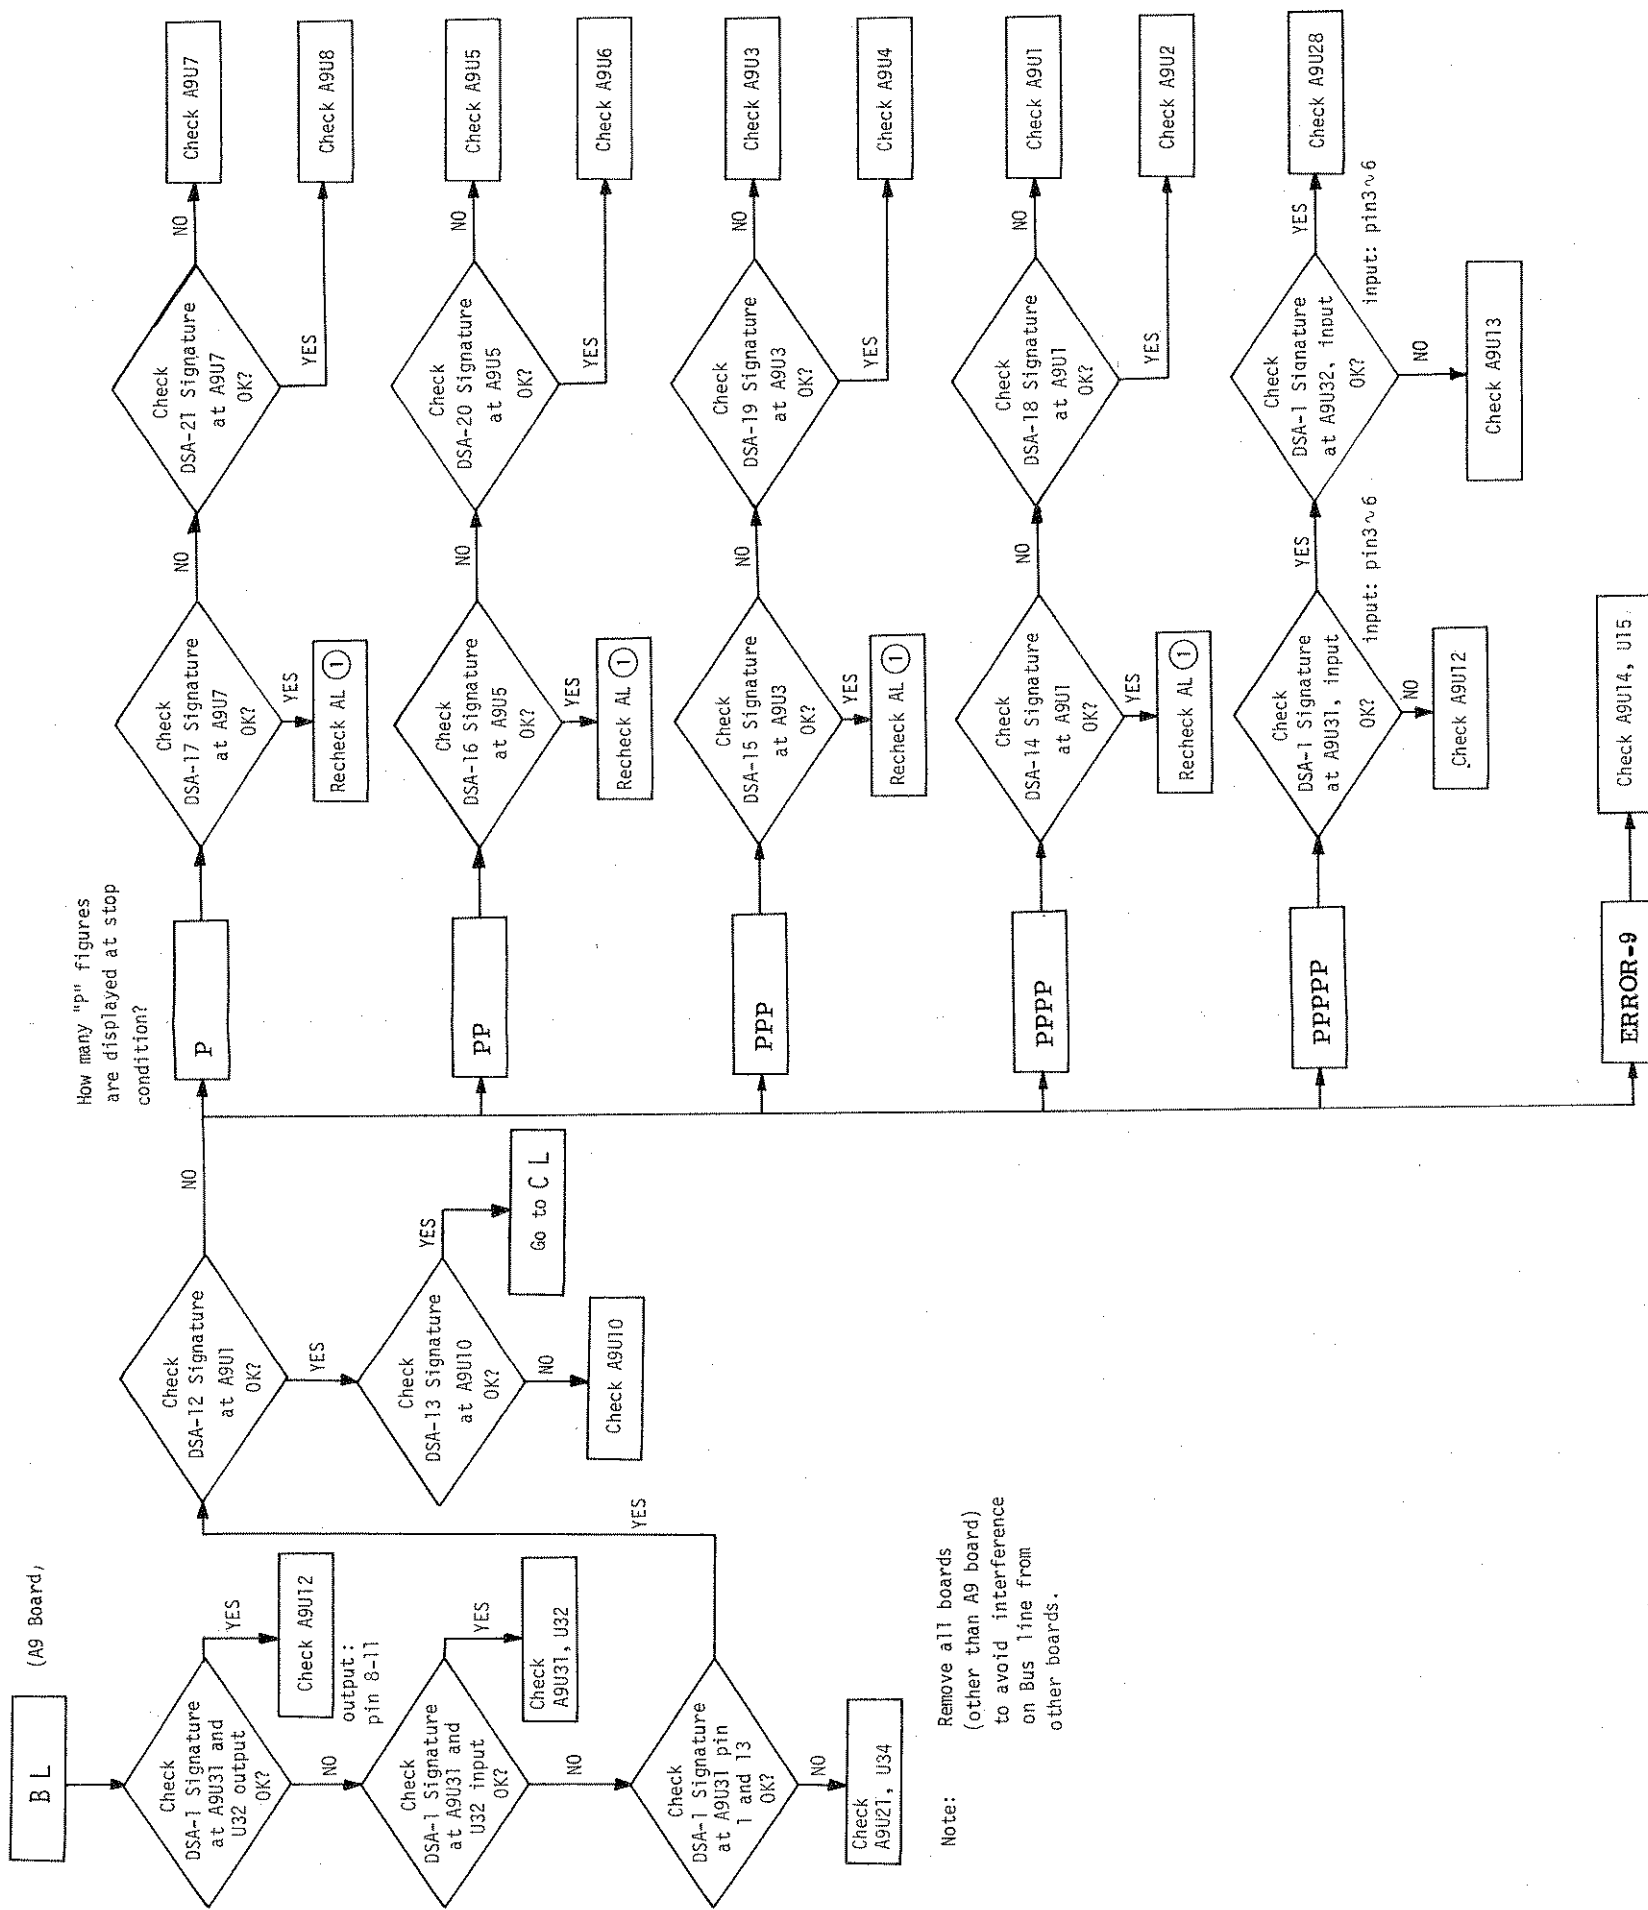 B L
(A9 Board,
Check
DSA-1 Signature
at A9U31 and
U32 output
OK?
YES
Check A9U12
output:
pin 8-11
NO
Check
DSA-1 Signature
at A9U31 and
U32 input
OK?
YES
Check
A9U31, U32
NO
Check
DSA-1 Signature
at A9U31 pin
1 and 13
OK?
YES
NO
Check
A9U21, U34
Note:
Remove all boards
(other than A9 board)
to avoid interference
on Bus line from
other boards.
Check
DSA-12 Signature
at A9U1
OK?
NO
YES
Check
DSA-13 Signature
at A9U10
OK?
YES
Go to C L
NO
Check A9U10
How many "P" figures
are displayed at stop
condition?
P
Check
DSA-17 Signature
at A9U7
OK?
YES
Recheck AL ①
NO
Check
DSA-21 Signature
at A9U7
OK?
NO
Check A9U7
YES
Check A9U8
PP
Check
DSA-16 Signature
at A9U5
OK?
YES
Recheck AL ①
NO
Check
DSA-20 Signature
at A9U5
OK?
NO
Check A9U5
YES
Check A9U6
PPP
Check
DSA-15 Signature
at A9U3
OK?
YES
Recheck AL ①
NO
Check
DSA-19 Signature
at A9U3
OK?
NO
Check A9U3
YES
Check A9U4
PPPP
Check
DSA-14 Signature
at A9U1
OK?
YES
Recheck AL ①
NO
Check
DSA-18 Signature
at A9U1
OK?
NO
Check A9U1
YES
Check A9U2
PPPPP
Check
DSA-1 Signature
at A9U31, input
OK?
input: pin3~6
NO
Check A9U12
YES
Check
DSA-1 Signature
at A9U32, input
OK?
input: pin3~6
YES
Check A9U28
NO
Check A9U13
ERROR-9
Check A9U14, U15